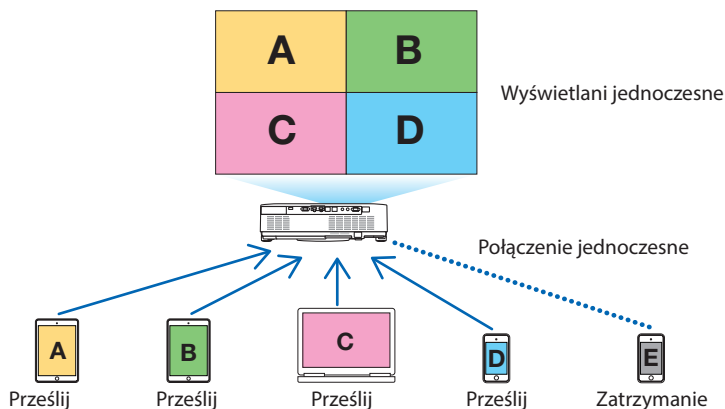 A
B
Wyświetlani jednoczesne
C
D
Połączenie jednoczesne
A
B
C
D
E
Prześlij
Prześlij
Prześlij
Prześlij
Zatrzymanie